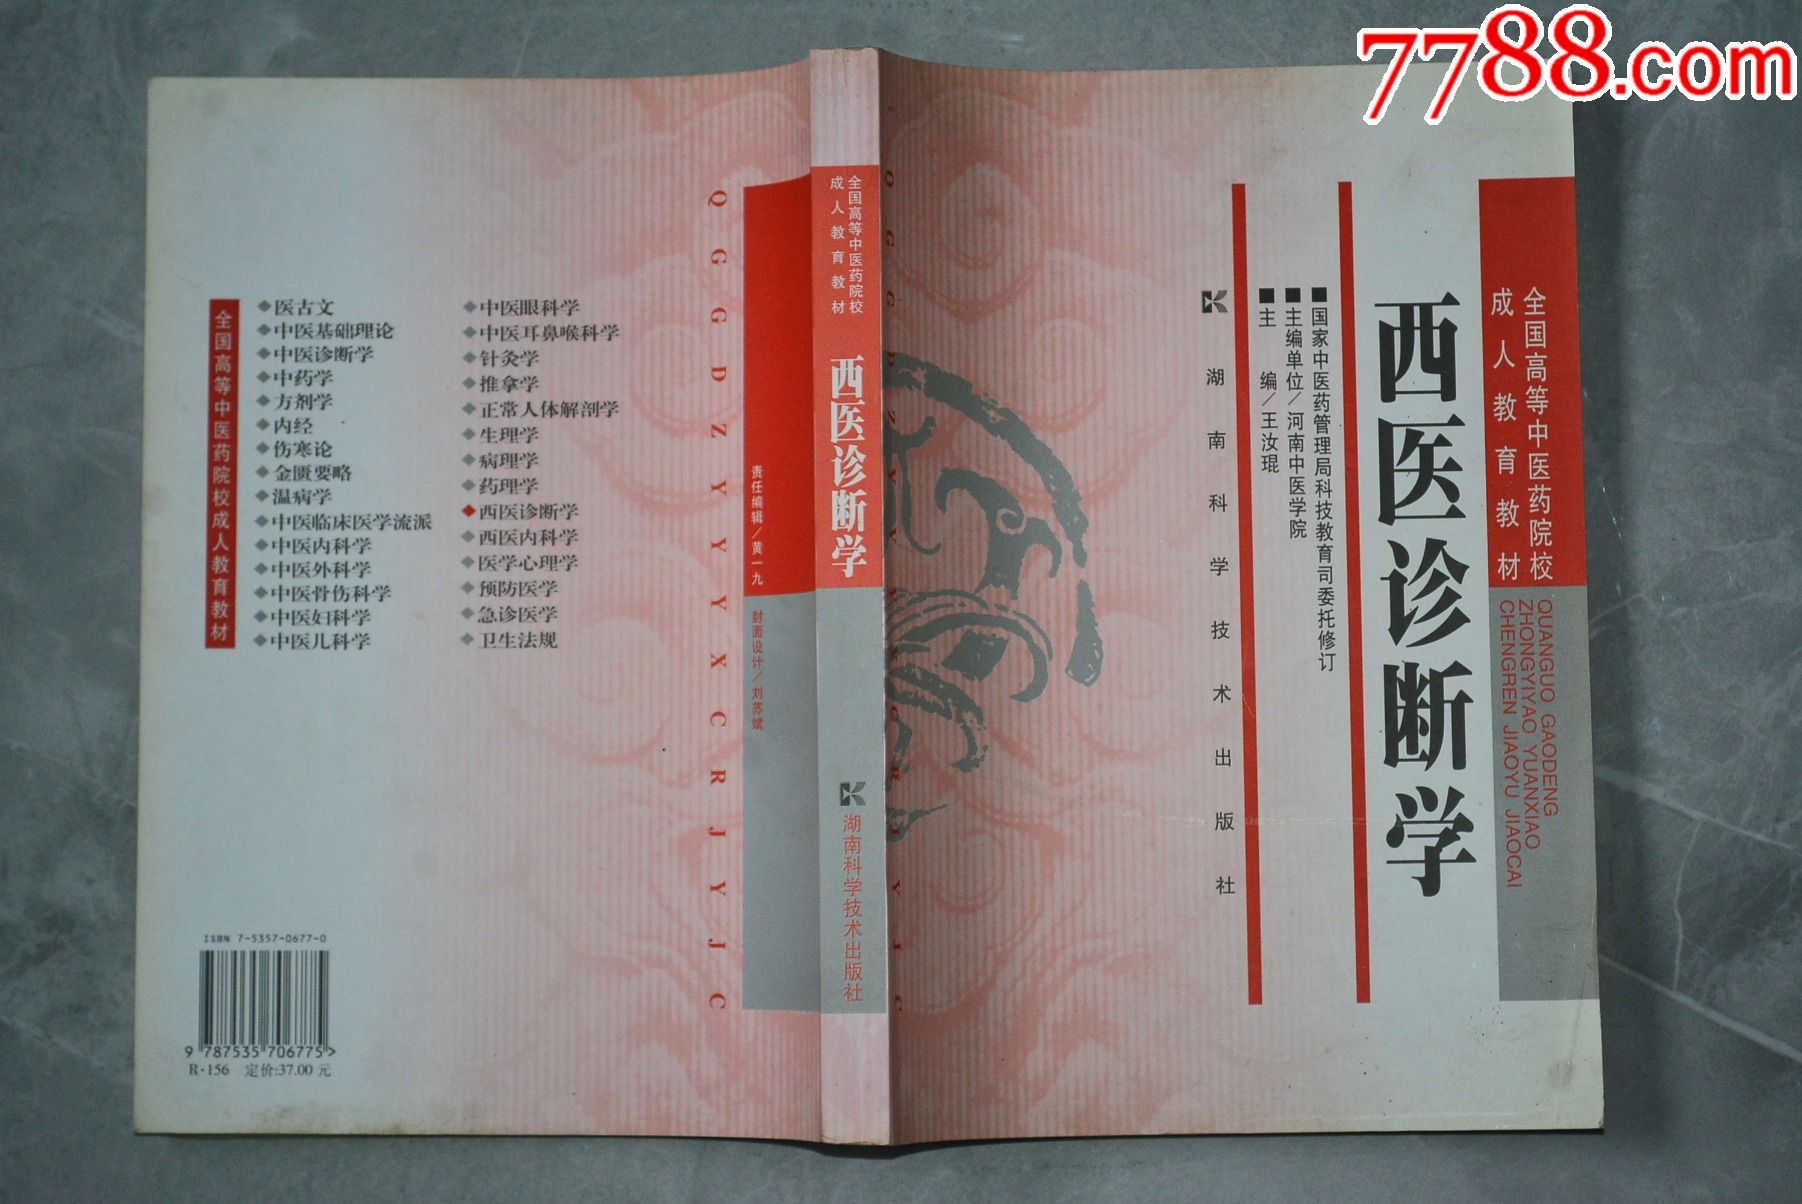 7788.com
全国高等中医药院校
成人教育教材
西医诊断学
QUANGUO GAODENG
ZHONGYIYAO YUANXIAO
CHENGREN JIAOYU JIAOCAI
■国家中医药管理局科技教育司委托修订
■主编单位/河南中医学院
■主 编/王汝琨
湖南科学技术出版社
全国高等中医药院校
成人教育教材
西医诊断学
湖南科学技术出版社
责任编辑/黄一九
封面设计/刘苏斌
QGGDZYYYXCRJYJC
全国高等中医药院校成人教育教材
◆医古文
◆中医基础理论
◆中医诊断学
◆中药学
◆方剂学
◆内经
◆伤寒论
◆金匮要略
◆温病学
◆中医临床医学流派
◆中医内科学
◆中医外科学
◆中医骨伤科学
◆中医妇科学
◆中医儿科学
◆中医眼科学
◆中医耳鼻喉科学
◆针灸学
◆推拿学
◆正常人体解剖学
◆生理学
◆病理学
◆药理学
◆西医诊断学
◆西医内科学
◆医学心理学
◆预防医学
◆急诊医学
◆卫生法规
ISBN 7-5357-0677-0
9 787535 706775>
R·156 定价:37.00 元